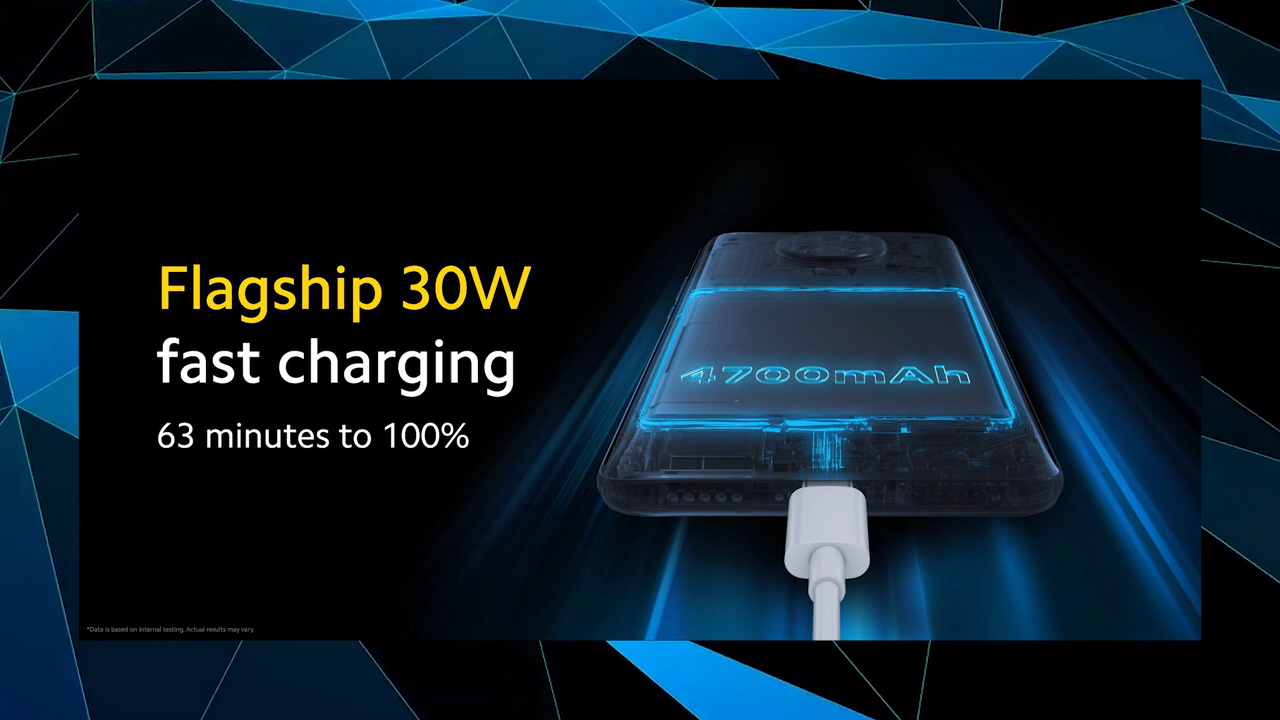 Flagship 30W
fast charging
63 minutes to 100%
4700mAh
*Data is based on internal testing. Actual results may vary.